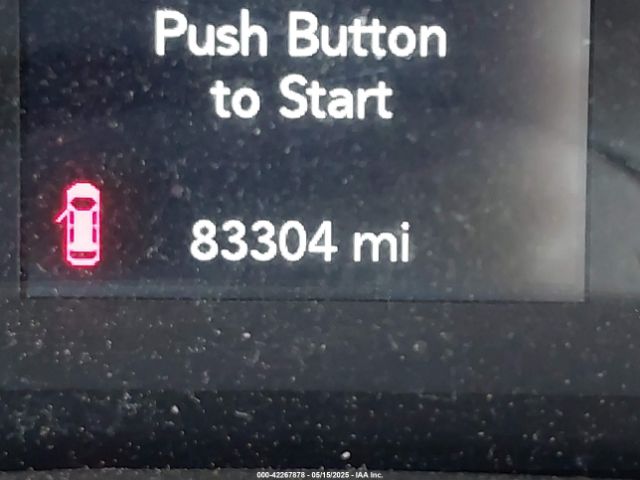 Push Button
to Start
83304 mi
000-42267878 - 05/15/2025 - IAA Inc.